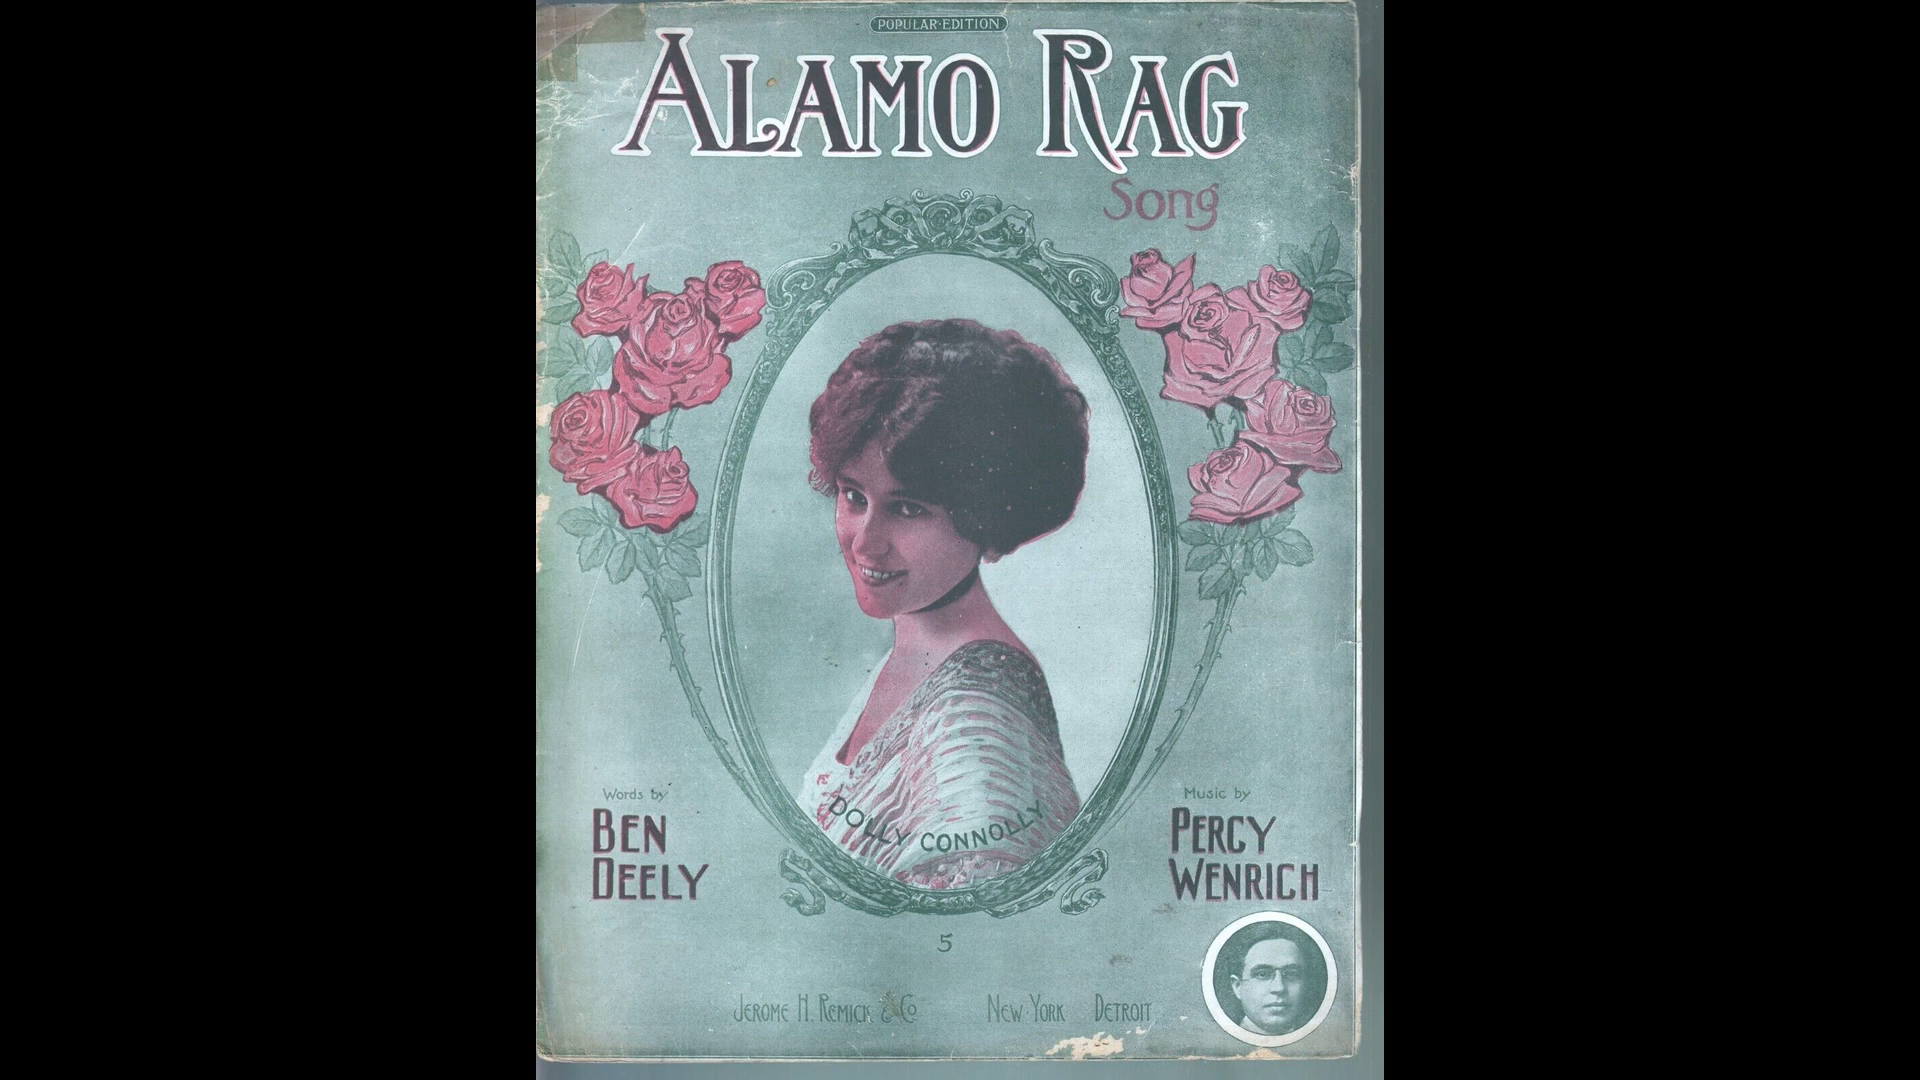 POPULAR·EDITION
ALAMO RAG
Song
DOLLY CONNOLLY
Words by
BEN
DEELY
Music by
PERCY
WENRICH
5
JEROME H. REMICK & CO NEW·YORK DETROIT